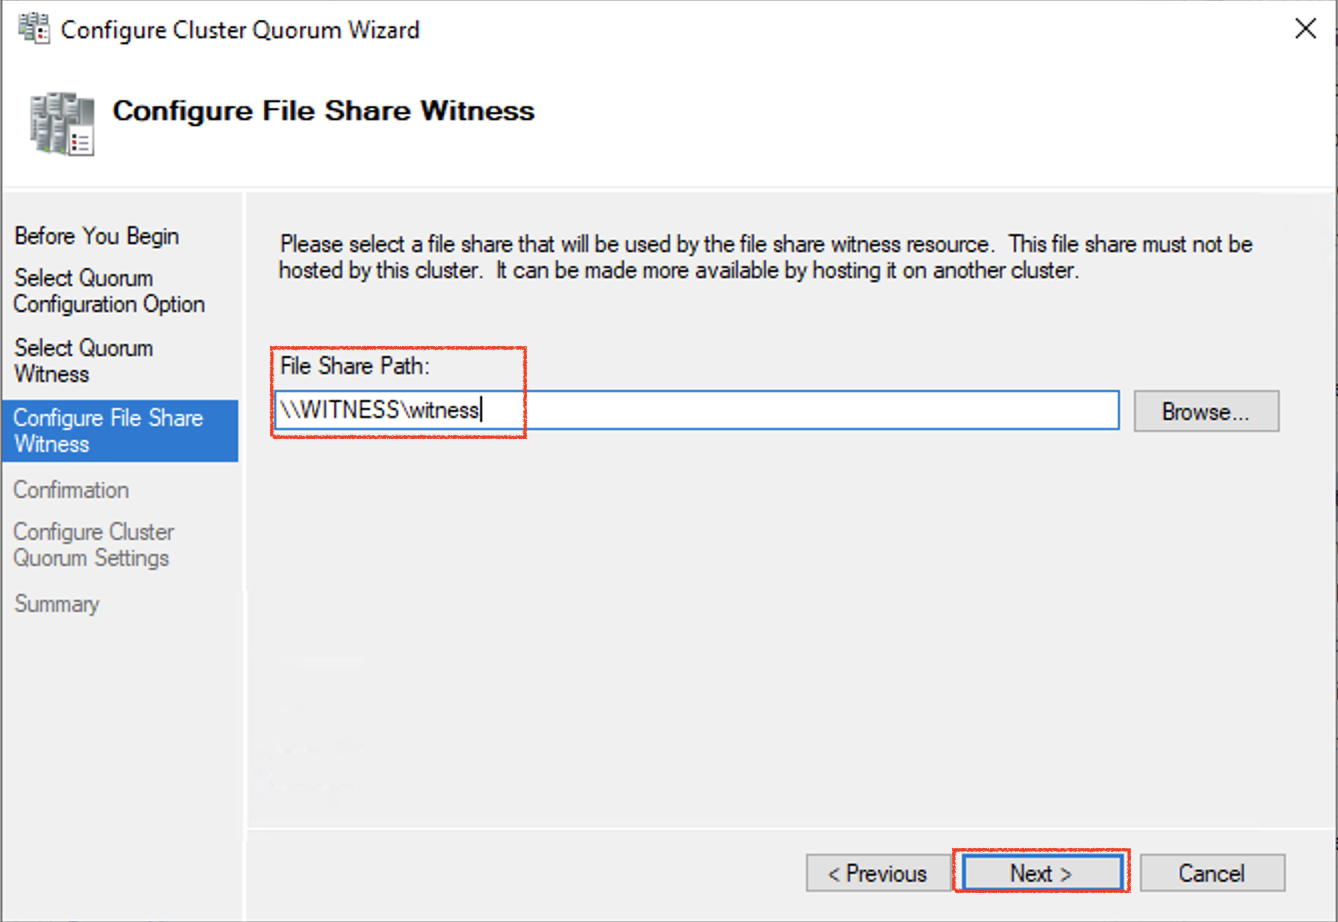 Configure Cluster Quorum Wizard
Configure File Share Witness
Before You Begin
Select Quorum
Configuration Option
Select Quorum
Witness
Configure File Share
Witness
Confirmation
Configure Cluster
Quorum Settings
Summary
Please select a file share that will be used by the file share witness resource.  This file share must not be
hosted by this cluster.  It can be made more available by hosting it on another cluster.
File Share Path:
\\WITNESS\witness
Browse...
< Previous
Next >
Cancel